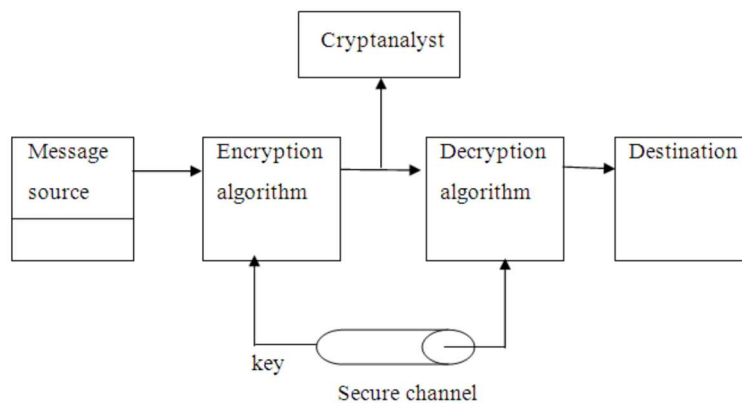 Cryptanalyst
Message
source
Encryption
algorithm
Decryption
algorithm
Destination
key
Secure channel